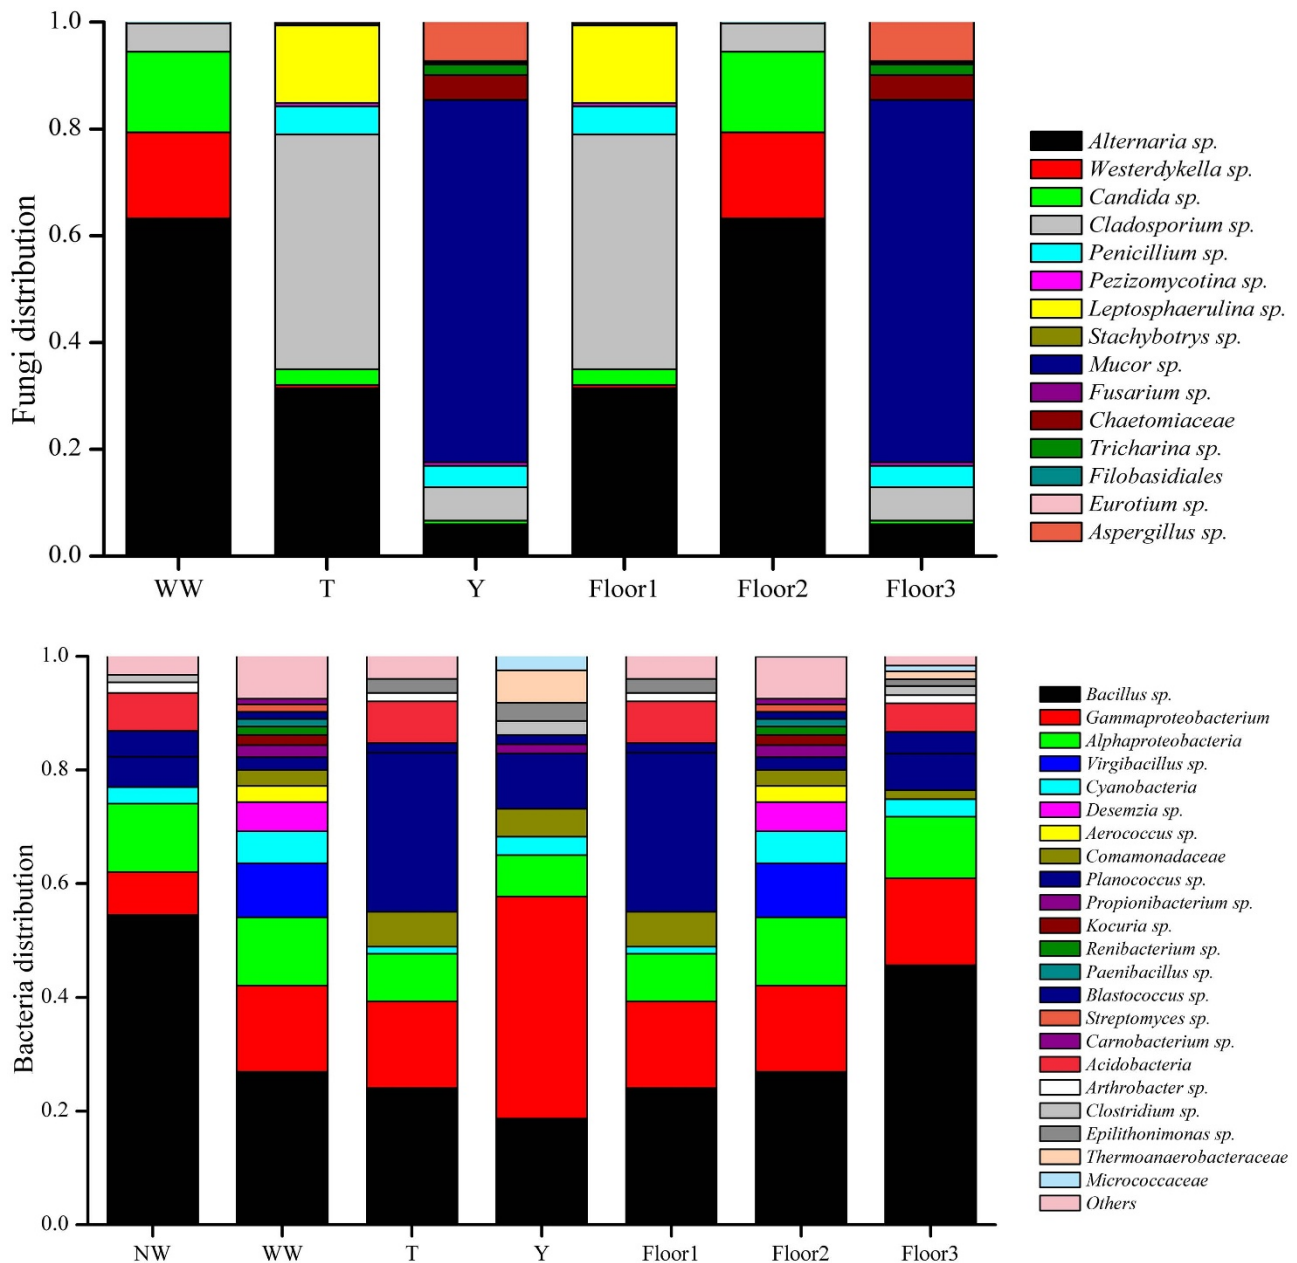 Fungi distribution
1.0
0.8
0.6
0.4
0.2
0.0
WW T Y Floor1 Floor2 Floor3
Alternaria sp.
Westerdykella sp.
Candida sp.
Cladosporium sp.
Penicillium sp.
Pezizomycotina sp.
Leptosphaerulina sp.
Stachybotrys sp.
Mucor sp.
Fusarium sp.
Chaetomiaceae
Tricharina sp.
Filobasidiales
Eurotium sp.
Aspergillus sp.
Bacteria distribution
1.0
0.8
0.6
0.4
0.2
0.0
NW WW T Y Floor1 Floor2 Floor3
Bacillus sp.
Gammaproteobacterium
Alphaproteobacteria
Virgibacillus sp.
Cyanobacteria
Desemzia sp.
Aerococcus sp.
Comamonadaceae
Planococcus sp.
Propionibacterium sp.
Kocuria sp.
Renibacterium sp.
Paenibacillus sp.
Blastococcus sp.
Streptomyces sp.
Carnobacterium sp.
Acidobacteria
Arthrobacter sp.
Clostridium sp.
Epilithonimonas sp.
Thermoanaerobacteraceae
Micrococcaceae
Others